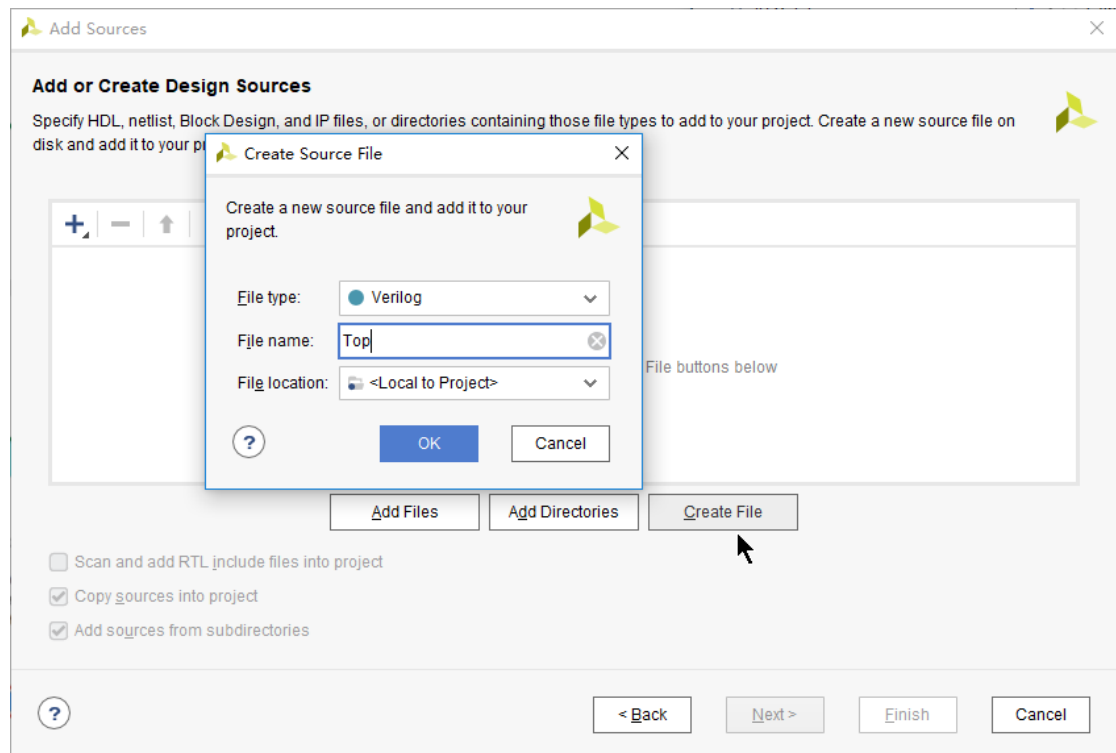 Add Sources
Add or Create Design Sources
Specify HDL, netlist, Block Design, and IP files, or directories containing those file types to add to your project. Create a new source file on
disk and add it to your
Create Source File
Create a new source file and add it to your
project.
File type:
Verilog
File name:
Top
File location:
<Local to Project>
?
OK
Cancel
File buttons below
Add Files
Add Directories
Create File
Scan and add RTL include files into project
Copy sources into project
Add sources from subdirectories
?
< Back
Next >
Finish
Cancel